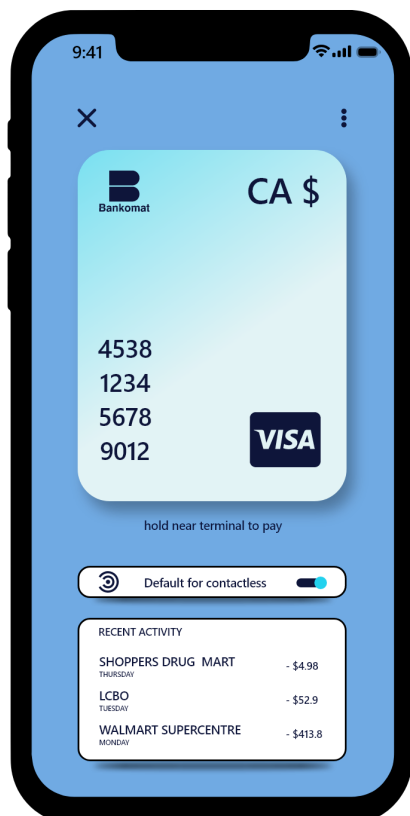 9:41
Bankomat
CA $
4538
1234
5678
9012
VISA
hold near terminal to pay
Default for contactless
RECENT ACTIVITY
SHOPPERS DRUG MART - $4.98
THURSDAY
LCBO - $52.9
TUESDAY
WALMART SUPERCENTRE - $413.8
MONDAY